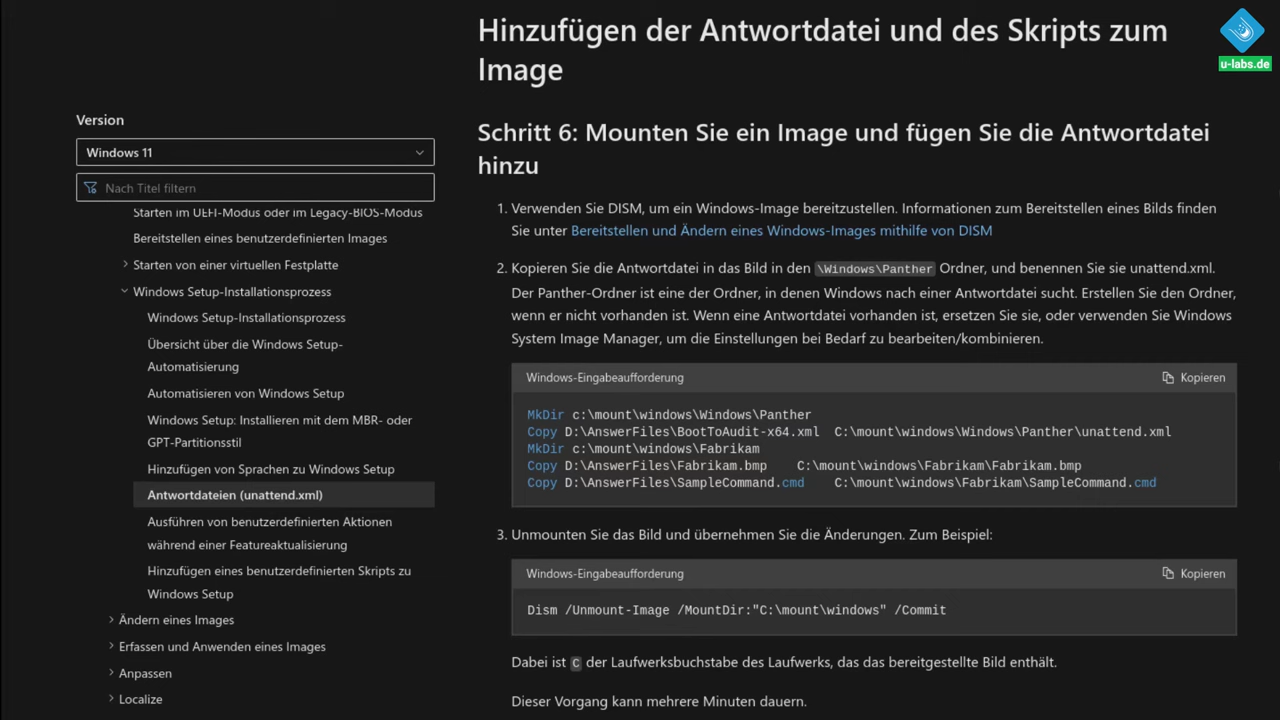 u-labs.de
Version
Windows 11
Nach Titel filtern
Starten im UEFI-Modus oder im Legacy-BIOS-Modus
Bereitstellen eines benutzerdefinierten Images
Starten von einer virtuellen Festplatte
Windows Setup-Installationsprozess
Windows Setup-Installationsprozess
Übersicht über die Windows Setup-
Automatisierung
Automatisieren von Windows Setup
Windows Setup: Installieren mit dem MBR- oder
GPT-Partitionsstil
Hinzufügen von Sprachen zu Windows Setup
Antwortdateien (unattend.xml)
Ausführen von benutzerdefinierten Aktionen
während einer Featureaktualisierung
Hinzufügen eines benutzerdefinierten Skripts zu
Windows Setup
Ändern eines Images
Erfassen und Anwenden eines Images
Anpassen
Localize
Hinzufügen der Antwortdatei und des Skripts zum
Image
Schritt 6: Mounten Sie ein Image und fügen Sie die Antwortdatei
hinzu
1. Verwenden Sie DISM, um ein Windows-Image bereitzustellen. Informationen zum Bereitstellen eines Bilds finden
Sie unter Bereitstellen und Ändern eines Windows-Images mithilfe von DISM
2. Kopieren Sie die Antwortdatei in das Bild in den \Windows\Panther Ordner, und benennen Sie sie unattend.xml.
Der Panther-Ordner ist eine der Ordner, in denen Windows nach einer Antwortdatei sucht. Erstellen Sie den Ordner,
wenn er nicht vorhanden ist. Wenn eine Antwortdatei vorhanden ist, ersetzen Sie sie, oder verwenden Sie Windows
System Image Manager, um die Einstellungen bei Bedarf zu bearbeiten/kombinieren.
Windows-Eingabeaufforderung Kopieren
MkDir c:\mount\windows\Windows\Panther
Copy D:\AnswerFiles\BootToAudit-x64.xml C:\mount\windows\Windows\Panther\unattend.xml
MkDir c:\mount\windows\Fabrikam
Copy D:\AnswerFiles\Fabrikam.bmp C:\mount\windows\Fabrikam\Fabrikam.bmp
Copy D:\AnswerFiles\SampleCommand.cmd C:\mount\windows\Fabrikam\SampleCommand.cmd
3. Unmounten Sie das Bild und übernehmen Sie die Änderungen. Zum Beispiel:
Windows-Eingabeaufforderung Kopieren
Dism /Unmount-Image /MountDir:"C:\mount\windows" /Commit
Dabei ist C der Laufwerksbuchstabe des Laufwerks, das das bereitgestellte Bild enthält.
Dieser Vorgang kann mehrere Minuten dauern.